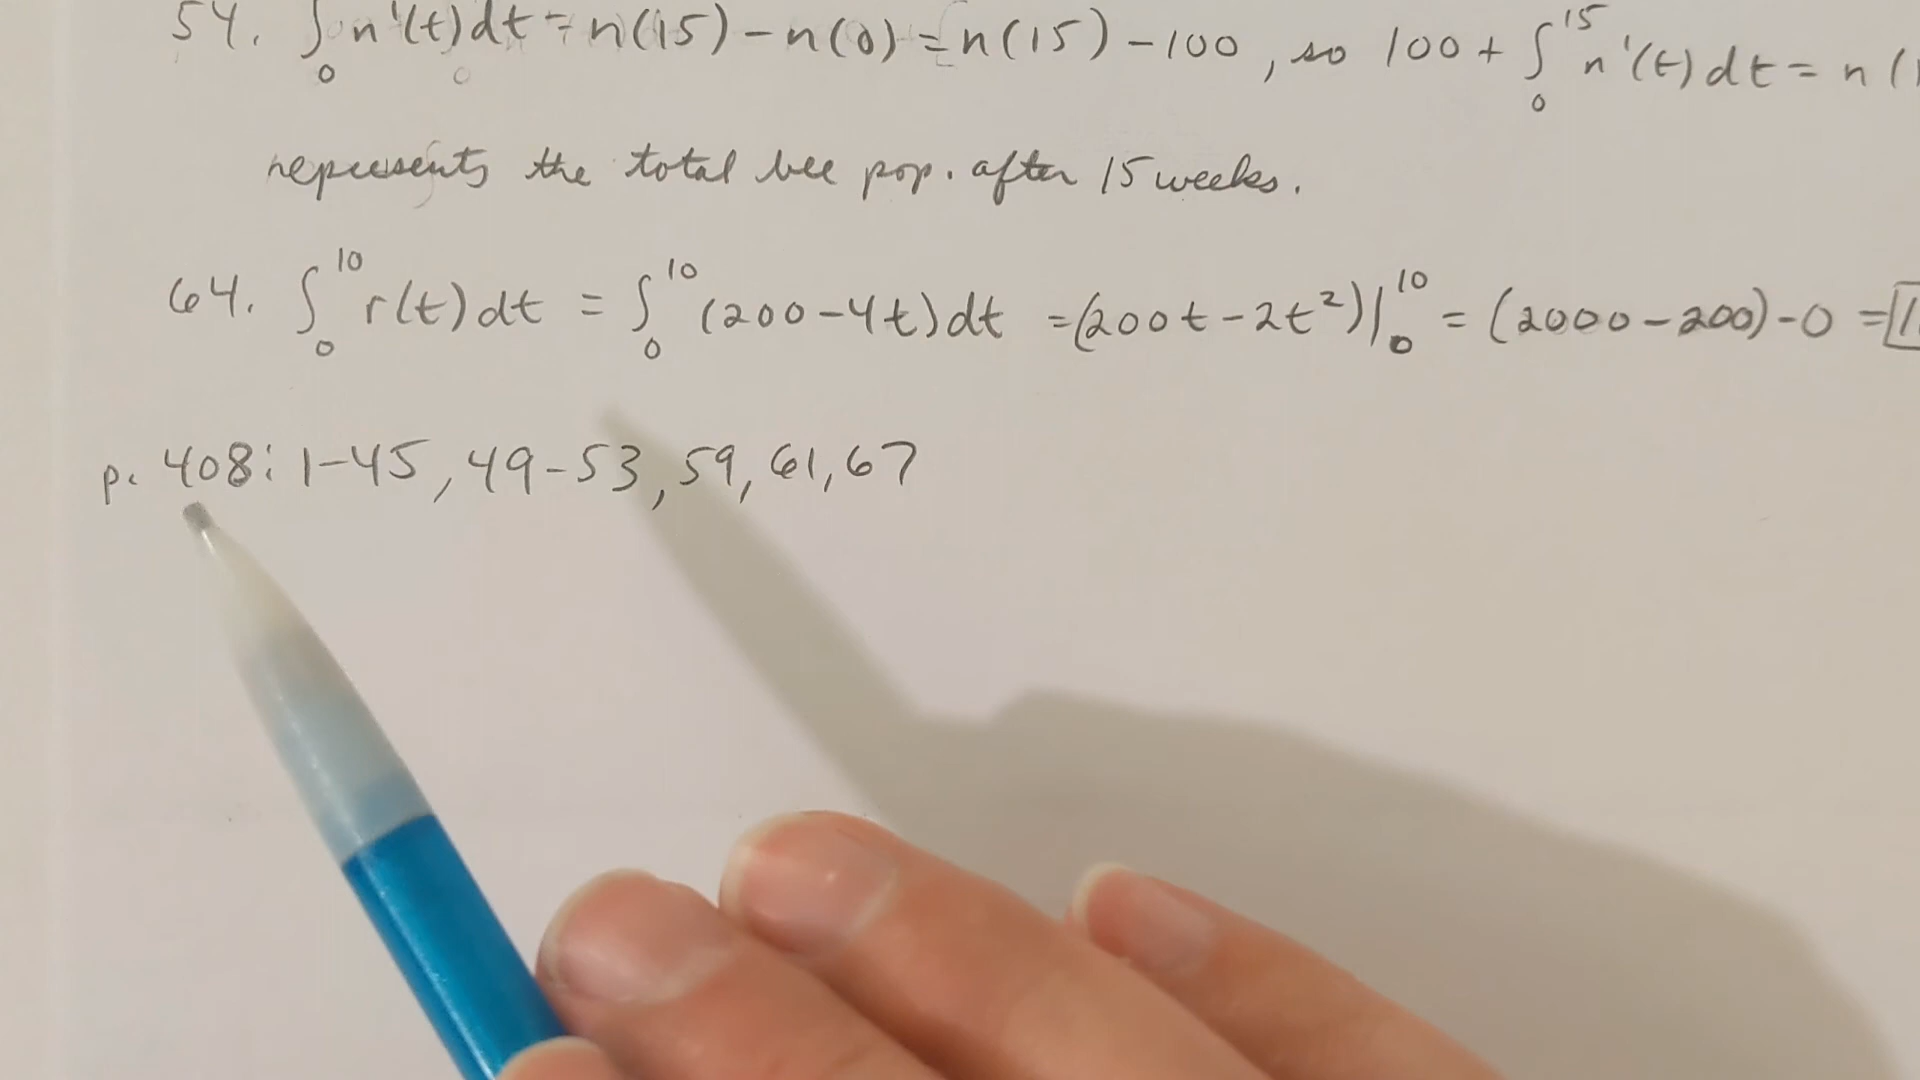 54. ∫₀ n'(t)dt = n(15) - n(0) = n(15) - 100, so 100 + ∫₀¹⁵ n'(t)dt = n(
represents the total bee pop. after 15 weeks.
64. ∫₀¹⁰ r(t)dt = ∫₀¹⁰ (200-4t)dt = (200t-2t²)|₀¹⁰ = (2000-200)-0 =
p. 408: 1-45, 49-53, 59, 61, 67